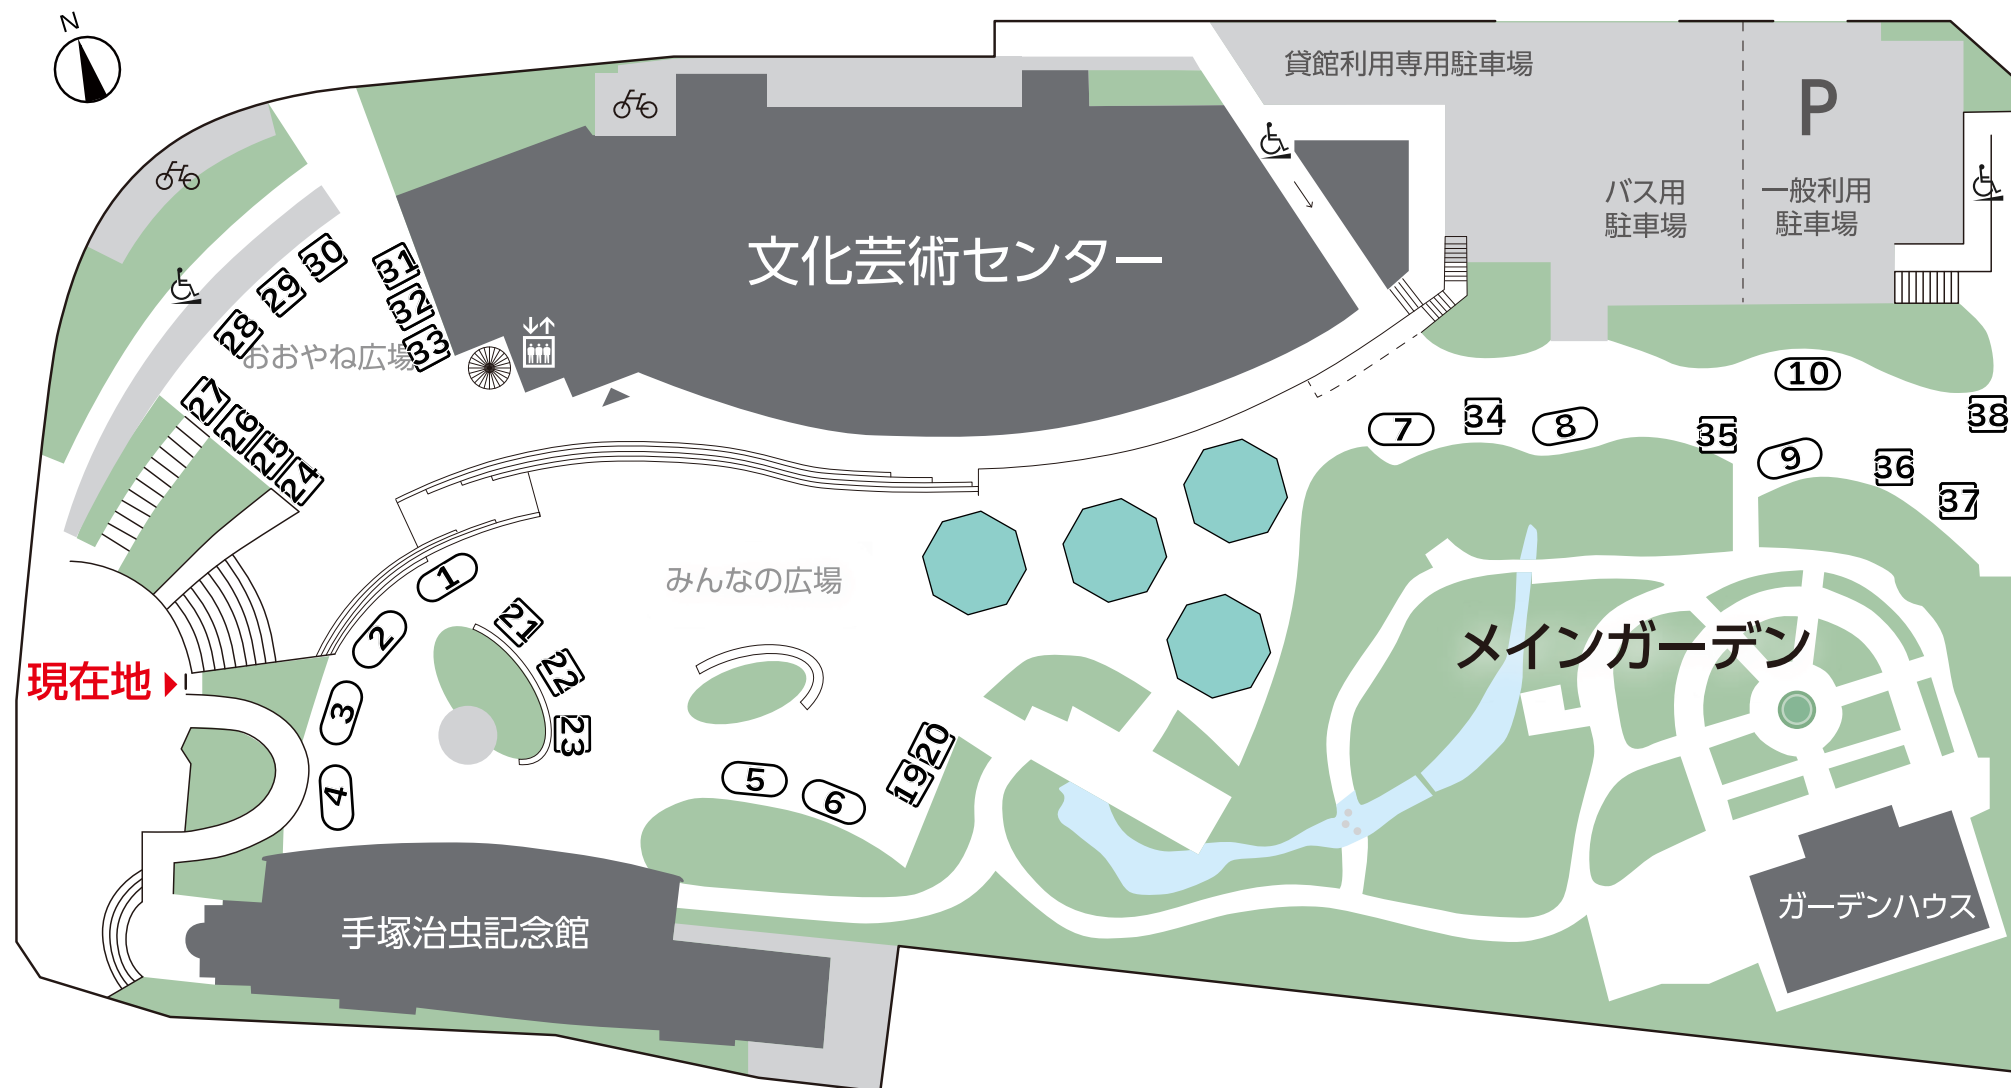 N
貸館利用専用駐車場
P
バス用
駐車場
一般利用
駐車場
文化芸術センター
30
31
29
32
28
33
おおやね広場
27
26
25
24
10
7
34
8
35
9
36
37
38
みんなの広場
1
2
21
22
3
23
4
5
6
19
20
現在地
メインガーデン
手塚治虫記念館
ガーデンハウス